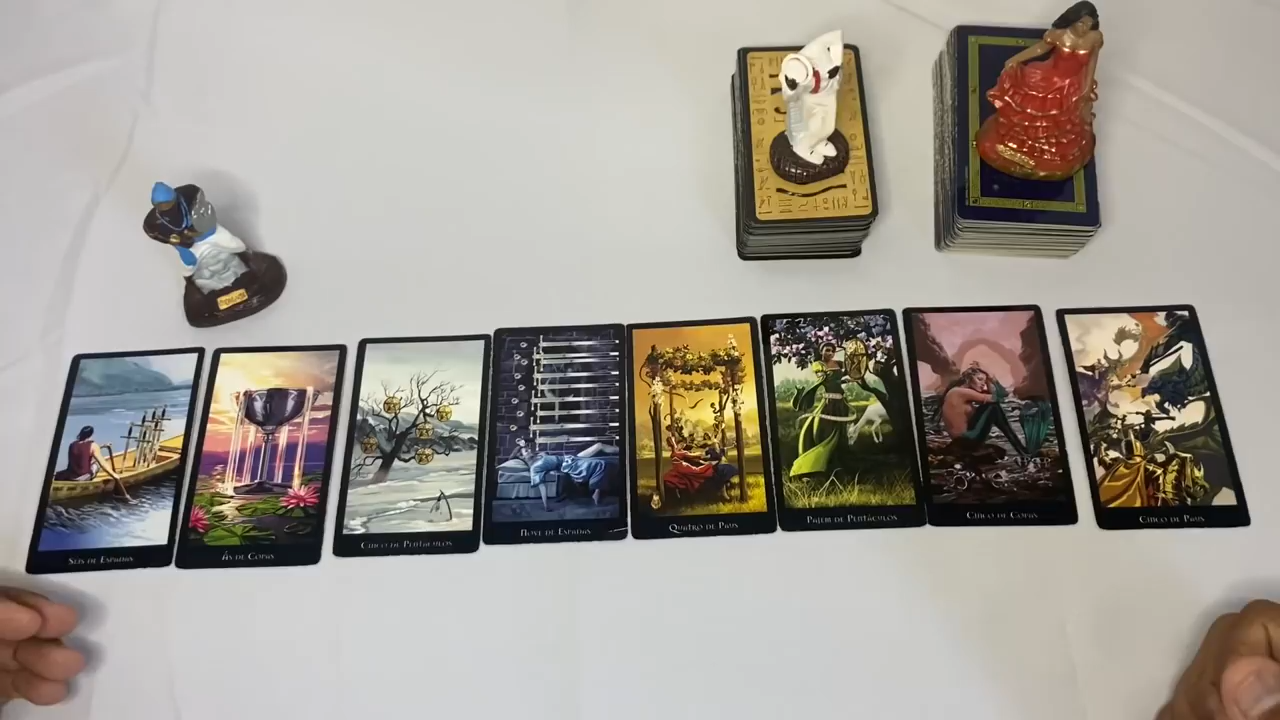 Seis de Espadas
Ás de Copas
Cinco de Pentáculos
Nove de Espadas
Quatro de Paus
Pajem de Pentáculos
Cinco de Copas
Cinco de Paus